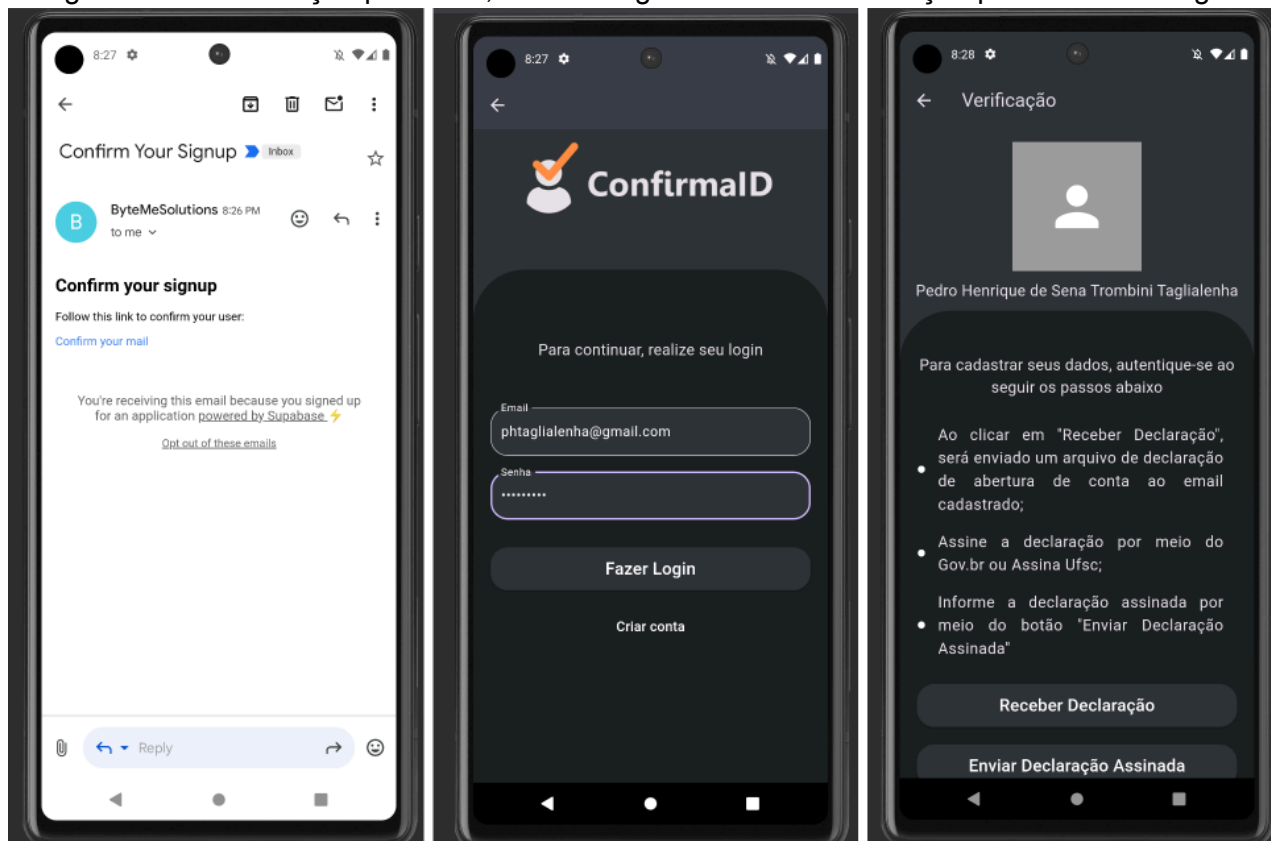 8:27
Confirm Your Signup
Inbox
B
ByteMeSolutions 8:26 PM
to me
Confirm your signup
Follow this link to confirm your user:
Confirm your mail
You're receiving this email because you signed up
for an application powered by Supabase
Opt out of these emails
Reply
8:27
ConfirmaID
Para continuar, realize seu login
Email
phtaglialenha@gmail.com
Senha
•••••••••
Fazer Login
Criar conta
8:28
Verificação
Pedro Henrique de Sena Trombini Taglialenha
Para cadastrar seus dados, autentique-se ao
seguir os passos abaixo
Ao clicar em "Receber Declaração",
será enviado um arquivo de declaração
de abertura de conta ao email
cadastrado;
Assine a declaração por meio do
Gov.br ou Assina Ufsc;
Informe a declaração assinada por
meio do botão "Enviar Declaração
Assinada"
Receber Declaração
Enviar Declaração Assinada